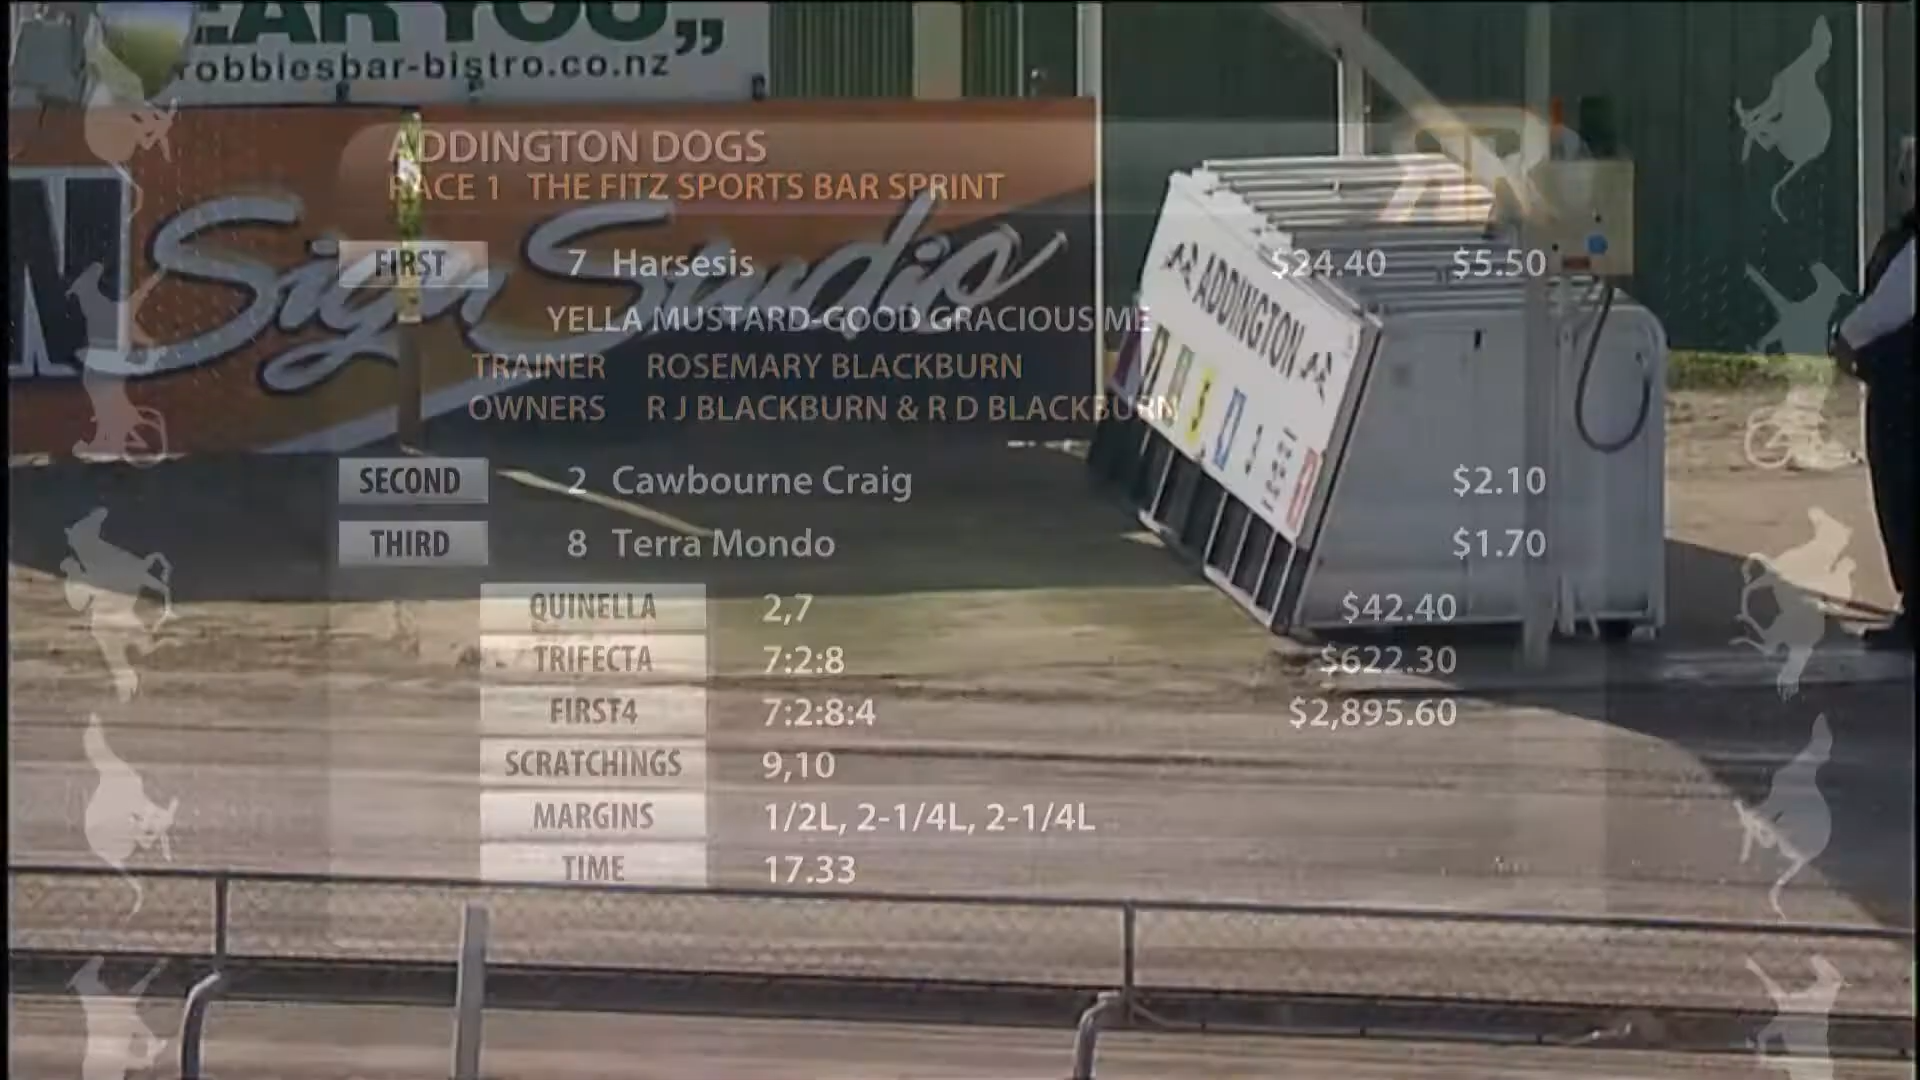 EAR YOU”
robbiesbar-bistro.co.nz
ADDINGTON DOGS
RACE 1 THE FITZ SPORTS BAR SPRINT
Sign Studio
FIRST 7 Harsesis $24.40 $5.50
YELLA MUSTARD-GOOD GRACIOUS ME
TRAINER ROSEMARY BLACKBURN
OWNERS R J BLACKBURN & R D BLACKBURN
ADDINGTON
SECOND 2 Cawbourne Craig $2.10
THIRD 8 Terra Mondo $1.70
QUINELLA 2,7 $42.40
TRIFECTA 7:2:8 $622.30
FIRST4 7:2:8:4 $2,895.60
SCRATCHINGS 9,10
MARGINS 1/2L, 2-1/4L, 2-1/4L
TIME 17.33